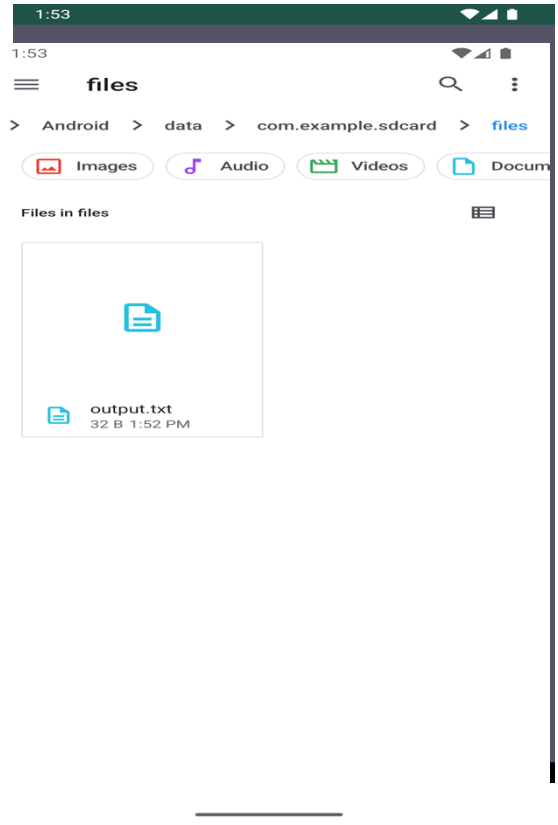 1:53
1:53
files
> Android > data > com.example.sdcard > files
Images Audio Videos Docum
Files in files
output.txt
32 B 1:52 PM